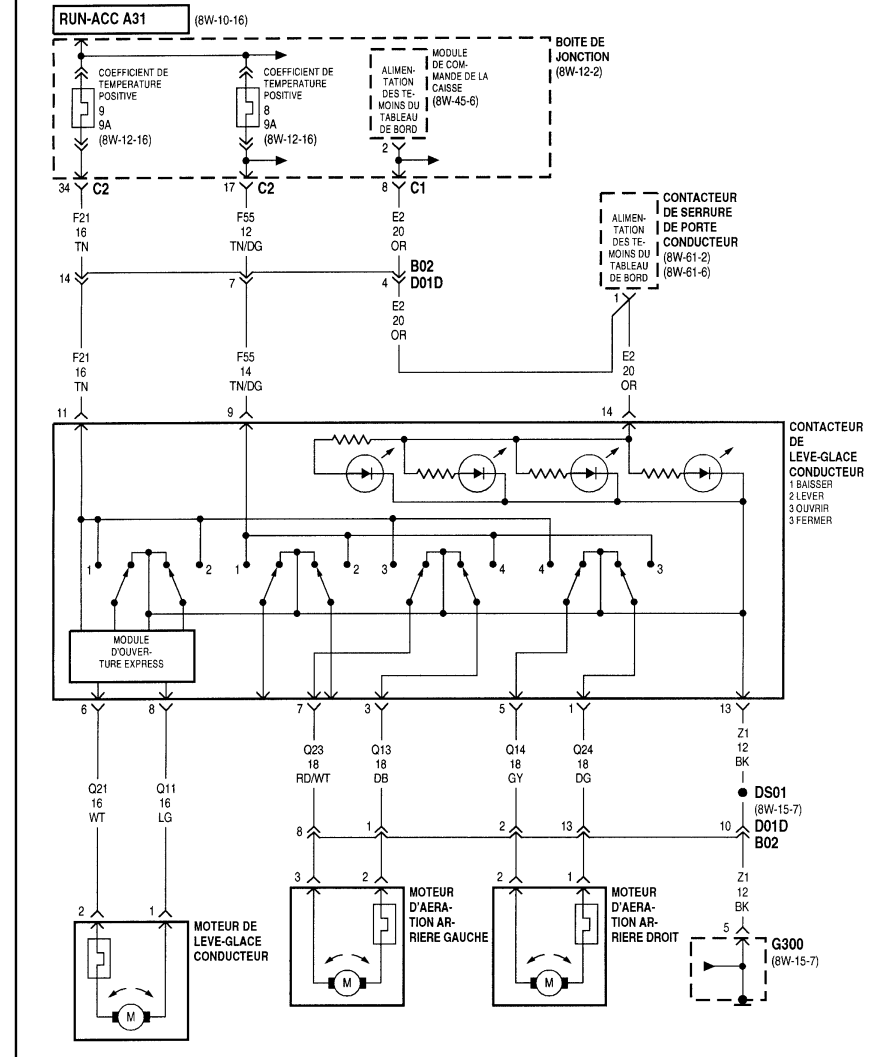 RUN-ACC A31
(8W-10-16)
BOITE DE
JONCTION
(8W-12-2)
COEFFICIENT DE
TEMPERATURE
POSITIVE
9
9A
(8W-12-16)
COEFFICIENT DE
TEMPERATURE
POSITIVE
8
9A
(8W-12-16)
ALIMEN-
TATION
DES TE-
MOINS DU
TABLEAU
DE BORD
2
MODULE
DE COM-
MANDE DE LA
CAISSE
(8W-45-6)
34 C2
17 C2
8 C1
F21
16
TN
F55
12
TN/DG
E2
20
OR
ALIMEN-
TATION
DES TE-
MOINS DU
TABLEAU
DE BORD
1
CONTACTEUR
DE SERRURE
DE PORTE
CONDUCTEUR
(8W-61-2)
(8W-61-6)
14
7
4
B02
D01D
E2
20
OR
F21
16
TN
F55
14
TN/DG
E2
20
OR
11
9
14
CONTACTEUR
DE
LEVE-GLACE
CONDUCTEUR
1 BAISSER
2 LEVER
3 OUVRIR
3 FERMER
1
2
1
2
3
4
4
3
MODULE
D'OUVER-
TURE EXPRESS
6
8
7
3
5
1
13
Q21
16
WT
Q11
16
LG
Q23
18
RD/WT
Q13
18
DB
Q14
18
GY
Q24
18
DG
Z1
12
BK
DS01
(8W-15-7)
8
1
2
13
10
D01D
B02
3
2
2
1
MOTEUR
D'AERA-
TION AR-
RIERE GAUCHE
M
MOTEUR
D'AERA-
TION AR-
RIERE DROIT
M
Z1
12
BK
5
G300
(8W-15-7)
2
1
MOTEUR DE
LEVE-GLACE
CONDUCTEUR
M